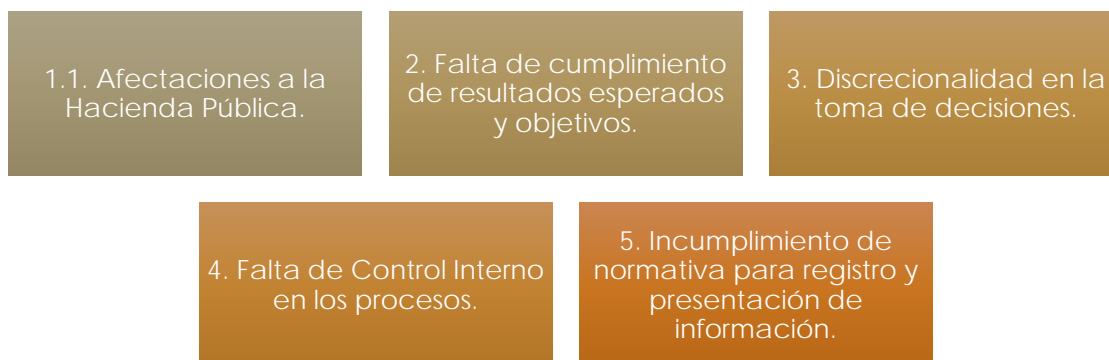 1.1. Afectaciones a la
Hacienda Pública.
2. Falta de cumplimiento
de resultados esperados
y objetivos.
3. Discrecionalidad en la
toma de decisiones.
4. Falta de Control Interno
en los procesos.
5. Incumplimiento de
normativa para registro y
presentación de
información.